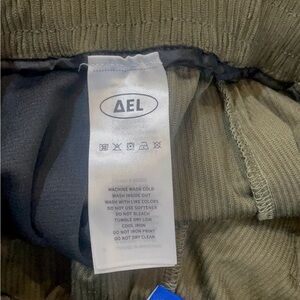 AEL
MACHINE WASH COLD
WASH INSIDE OUT
WASH WITH LIKE COLORS
DO NOT USE SOFTENER
DO NOT BLEACH
TUMBLE DRY LOW
COOL IRON
DO NOT IRON PRINT
DO NOT DRY CLEAN